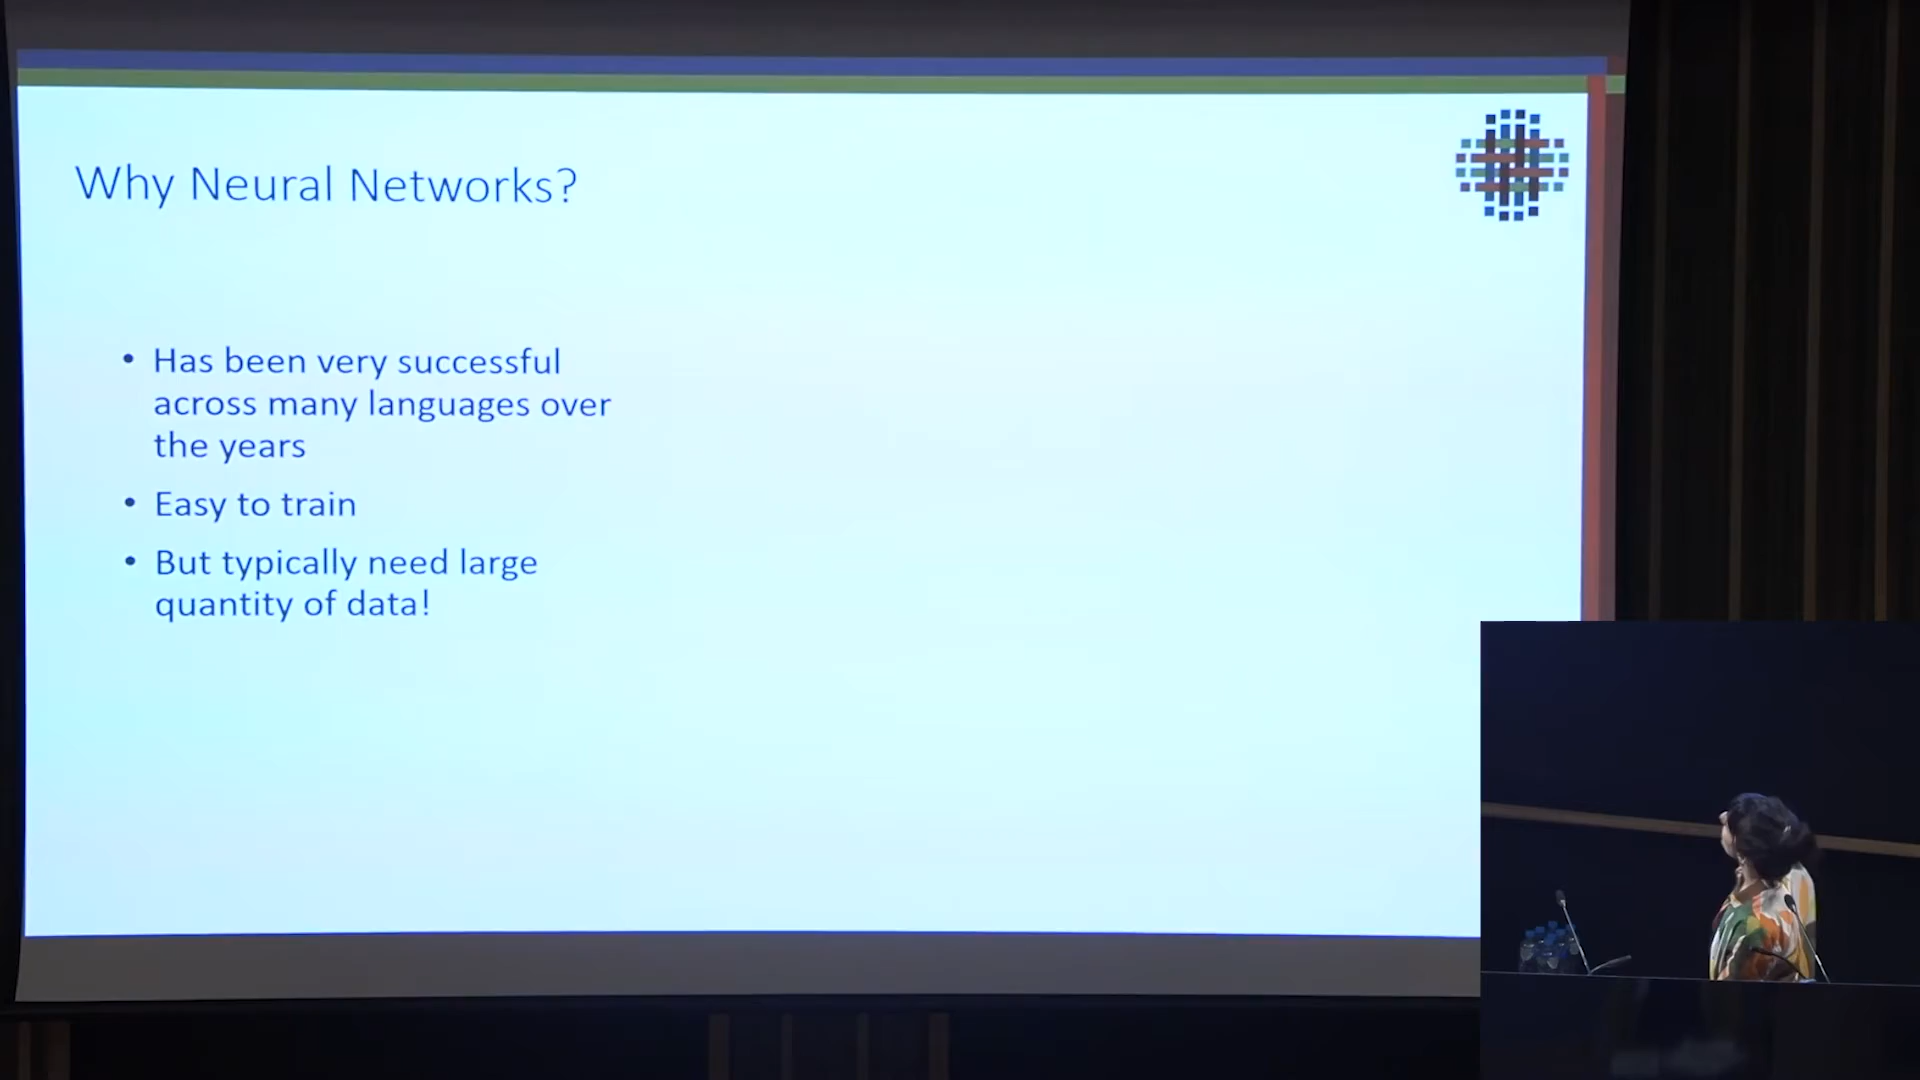 Why Neural Networks?
• Has been very successful
across many languages over
the years
• Easy to train
• But typically need large
quantity of data!